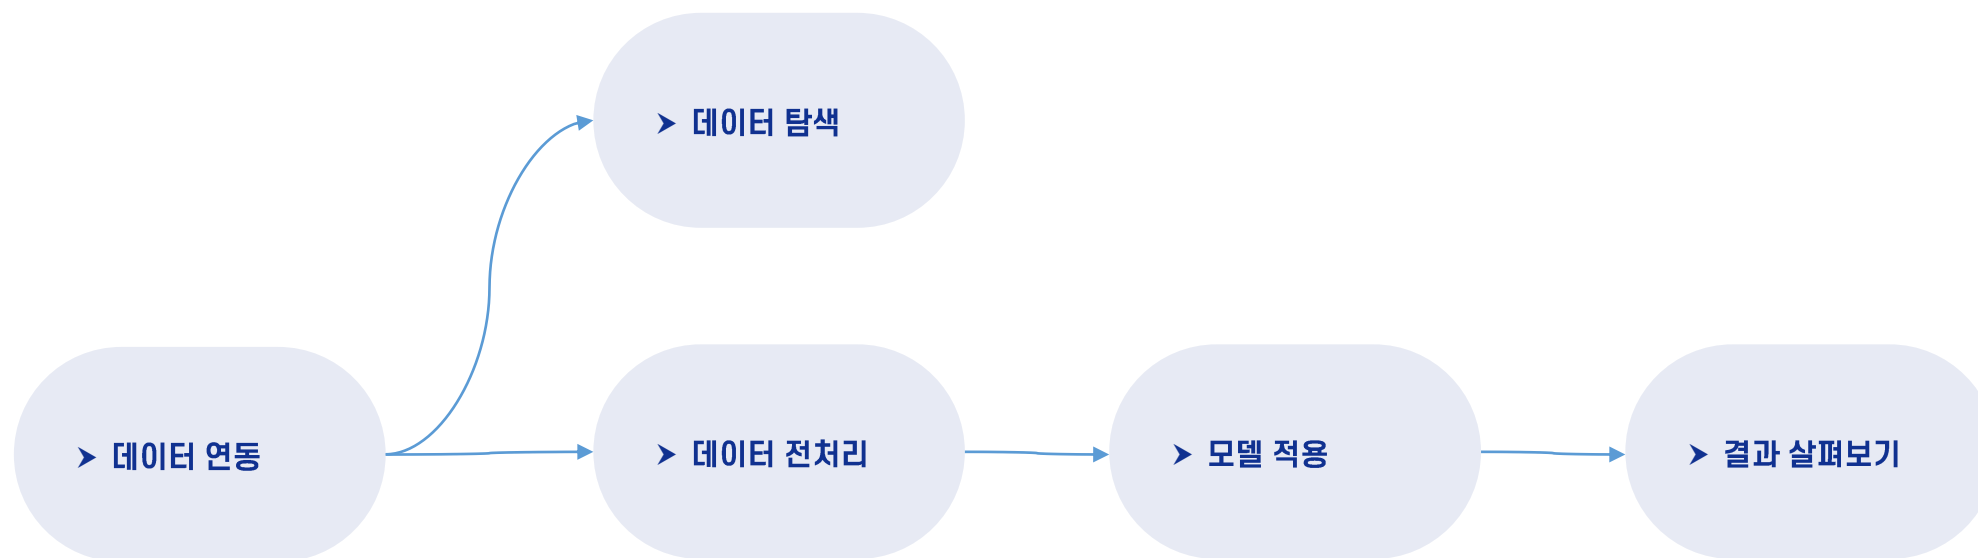 데이터 탐색
데이터 연동
데이터 전처리
모델 적용
결과 살펴보기